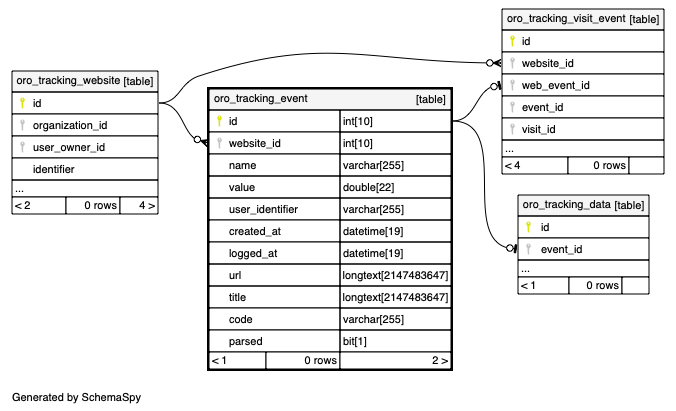 oro_tracking_visit_event [table]
id
website_id
web_event_id
event_id
visit_id
...
< 4 0 rows
oro_tracking_website [table]
id
organization_id
user_owner_id
identifier
...
< 2 0 rows 4 >
oro_tracking_event [table]
id int[10]
website_id int[10]
name varchar[255]
value double[22]
user_identifier varchar[255]
created_at datetime[19]
logged_at datetime[19]
url longtext[2147483647]
title longtext[2147483647]
code varchar[255]
parsed bit[1]
< 1 0 rows 2 >
oro_tracking_data [table]
id
event_id
...
< 1 0 rows
Generated by SchemaSpy